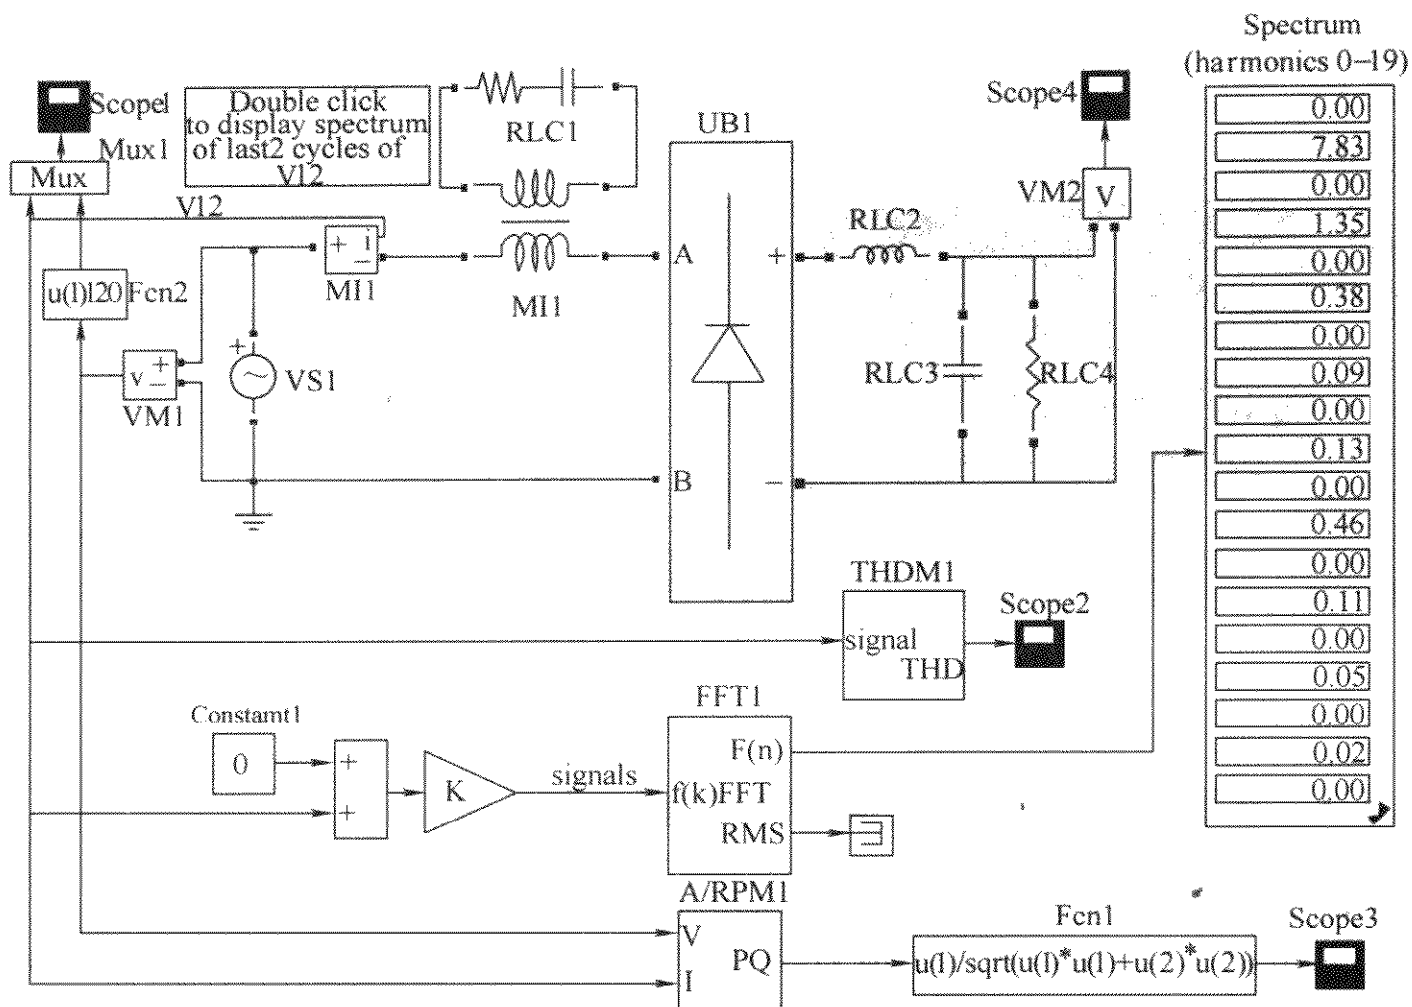 Spectrum
(harmonics 0-19)
Scopel
Mux1
Mux
Double click
to display spectrum
of last2 cycles of
Vl2
RLC1
UB1
Scope4
VM2
V
Vl2
+ i
−
MI1
MI1
u(l)l20
Fcn2
v
+
−
VM1
+
VS1
A
B
+
−
RLC2
RLC3
RLC4
0.00
7.83
0.00
1.35
0.00
0.38
0.00
0.09
0.00
0.13
0.00
0.46
0.00
0.11
0.00
0.05
0.00
0.02
0.00
THDM1
signal
THD
Scope2
Constamt1
0
+
+
K
signals
FFT1
F(n)
f(k)FFT
RMS
A/RPM1
V
I
PQ
Fcn1
u(l)/sqrt(u(l)*u(l)+u(2)*u(2))
Scope3